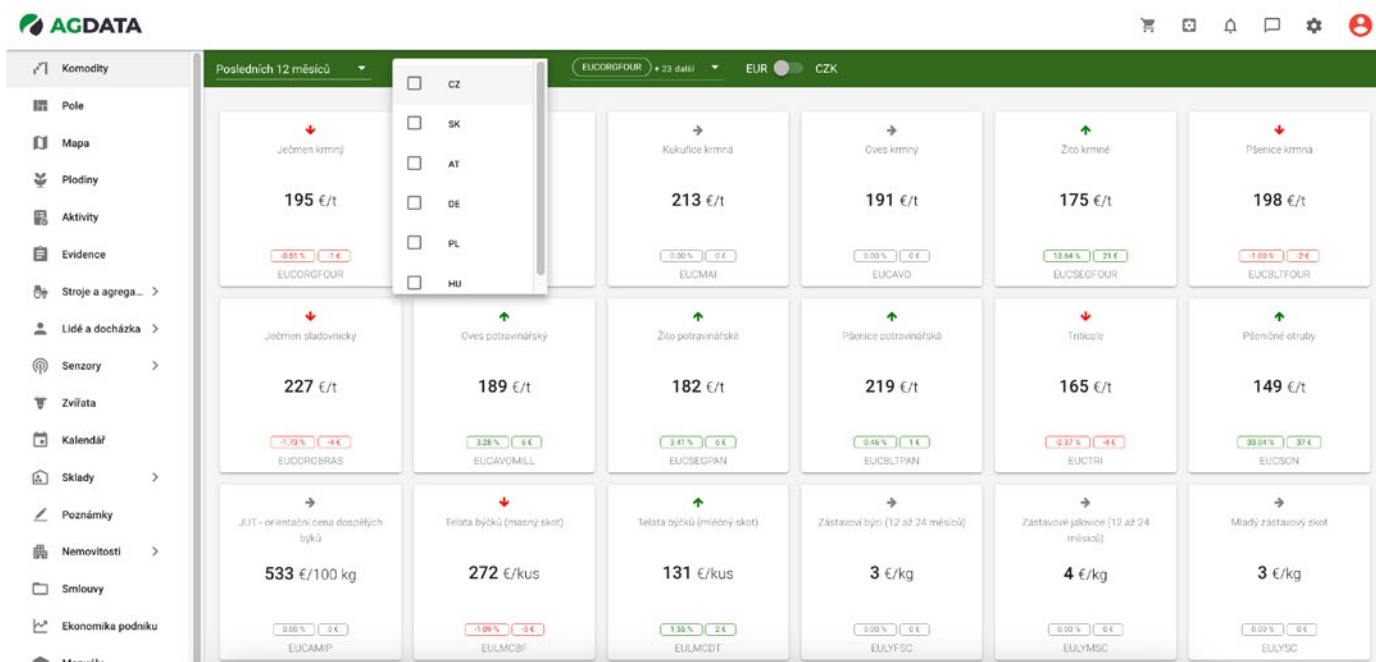 AGDATA
Komodity
Pole
Mapa
Plodiny
Aktivity
Evidence
Stroje a agrega...
Lidé a docházka
Senzory
Zvířata
Kalendář
Sklady
Poznámky
Nemovitosti
Smlouvy
Ekonomika podniku
Posledních 12 měsíců
EUCORGFOUR + 23 další
EUR CZK
CZ
SK
AT
DE
PL
HU
Ječmen krmný
195 €/t
-0.51 % -1 €
EUCORGFOUR
Kukuřice krmná
213 €/t
0.00 % 0 €
EUCMAI
Oves krmný
191 €/t
0.00 % 0 €
EUCAVO
Žito krmné
175 €/t
13.64 % 21 €
EUCSEGFOUR
Pšenice krmná
198 €/t
-1.00 % -2 €
EUCBLTFOUR
Ječmen sladovnický
227 €/t
-1.73 % -4 €
EUCORGBRAS
Oves potravinářský
189 €/t
3.28 % 6 €
EUCAVOMILL
Žito potravinářské
182 €/t
3.41 % 6 €
EUCSEGPAN
Pšenice potravinářská
219 €/t
0.46 % 1 €
EUCBLTPAN
Triticale
165 €/t
-2.37 % -4 €
EUCTRI
Pšeničné otruby
149 €/t
33.04 % 37 €
EUCSON
JUT - orientační cena dospělých
býků
533 €/100 kg
0.00 % 0 €
EUCAMIP
Telata býčků (masný skot)
272 €/kus
-1.09 % -3 €
EULMCBF
Telata býčků (mléčný skot)
131 €/kus
1.55 % 2 €
EULMCDT
Zástavoví býci (12 až 24 měsíců)
3 €/kg
0.00 % 0 €
EULYFSC
Zástavové jalovice (12 až 24
měsíců)
4 €/kg
0.00 % 0 €
EULYMSC
Mladý zástavový skot
3 €/kg
0.00 % 0 €
EULYSC